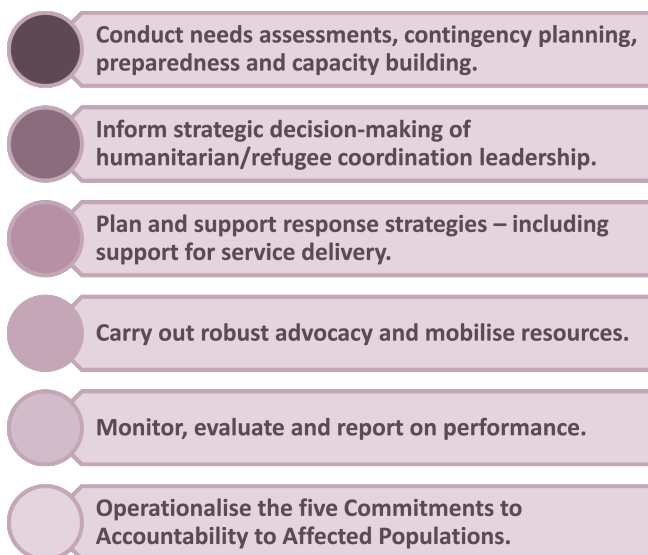 Conduct needs assessments, contingency planning,
preparedness and capacity building.
Inform strategic decision-making of
humanitarian/refugee coordination leadership.
Plan and support response strategies – including
support for service delivery.
Carry out robust advocacy and mobilise resources.
Monitor, evaluate and report on performance.
Operationalise the five Commitments to
Accountability to Affected Populations.